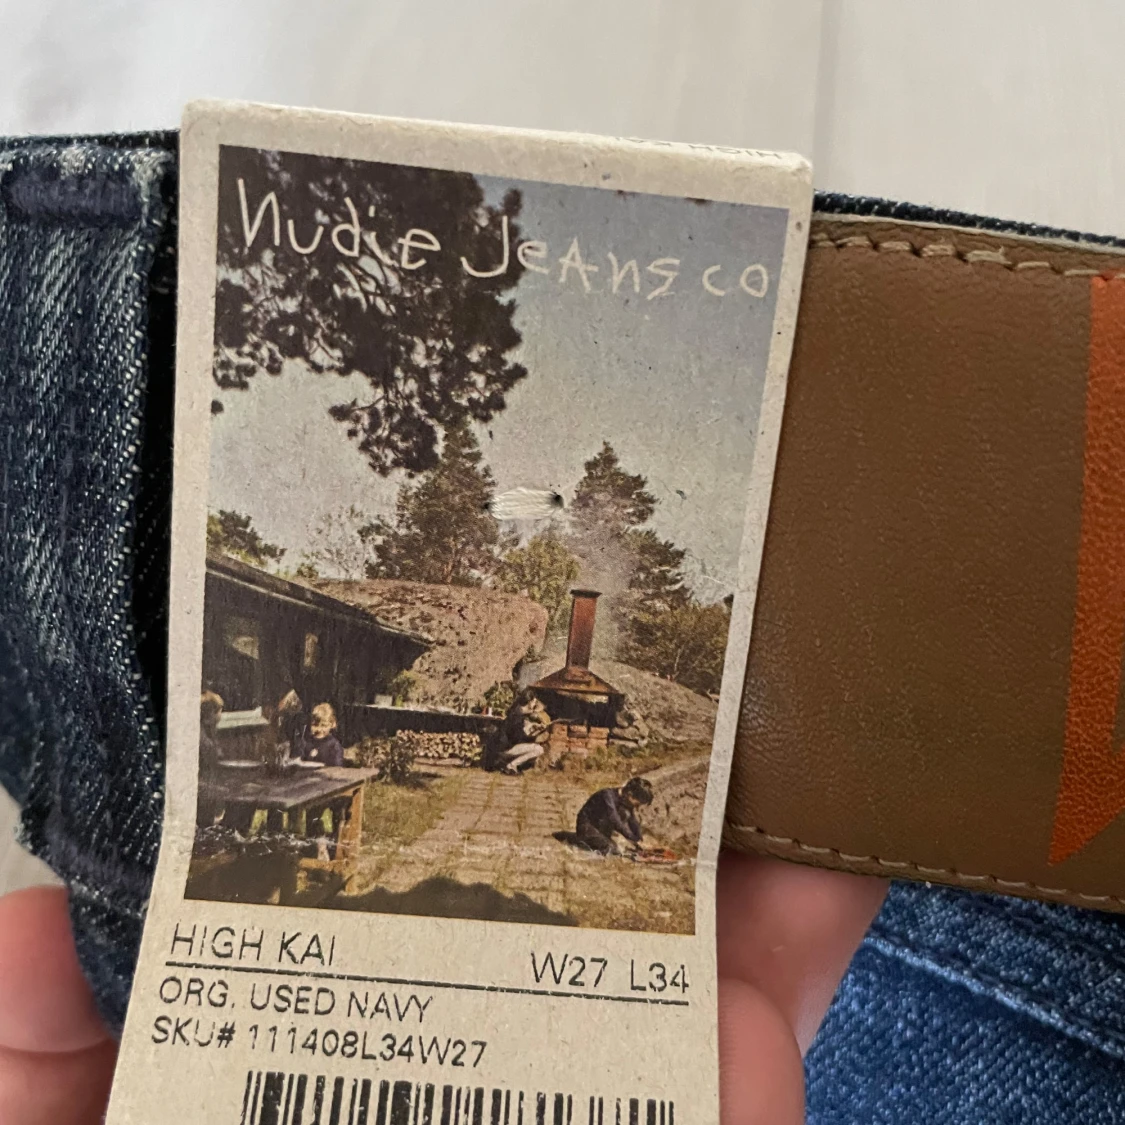 Nudie Jeans co
HIGH KAI
W27 L34
ORG. USED NAVY
SKU# 111408L34W27